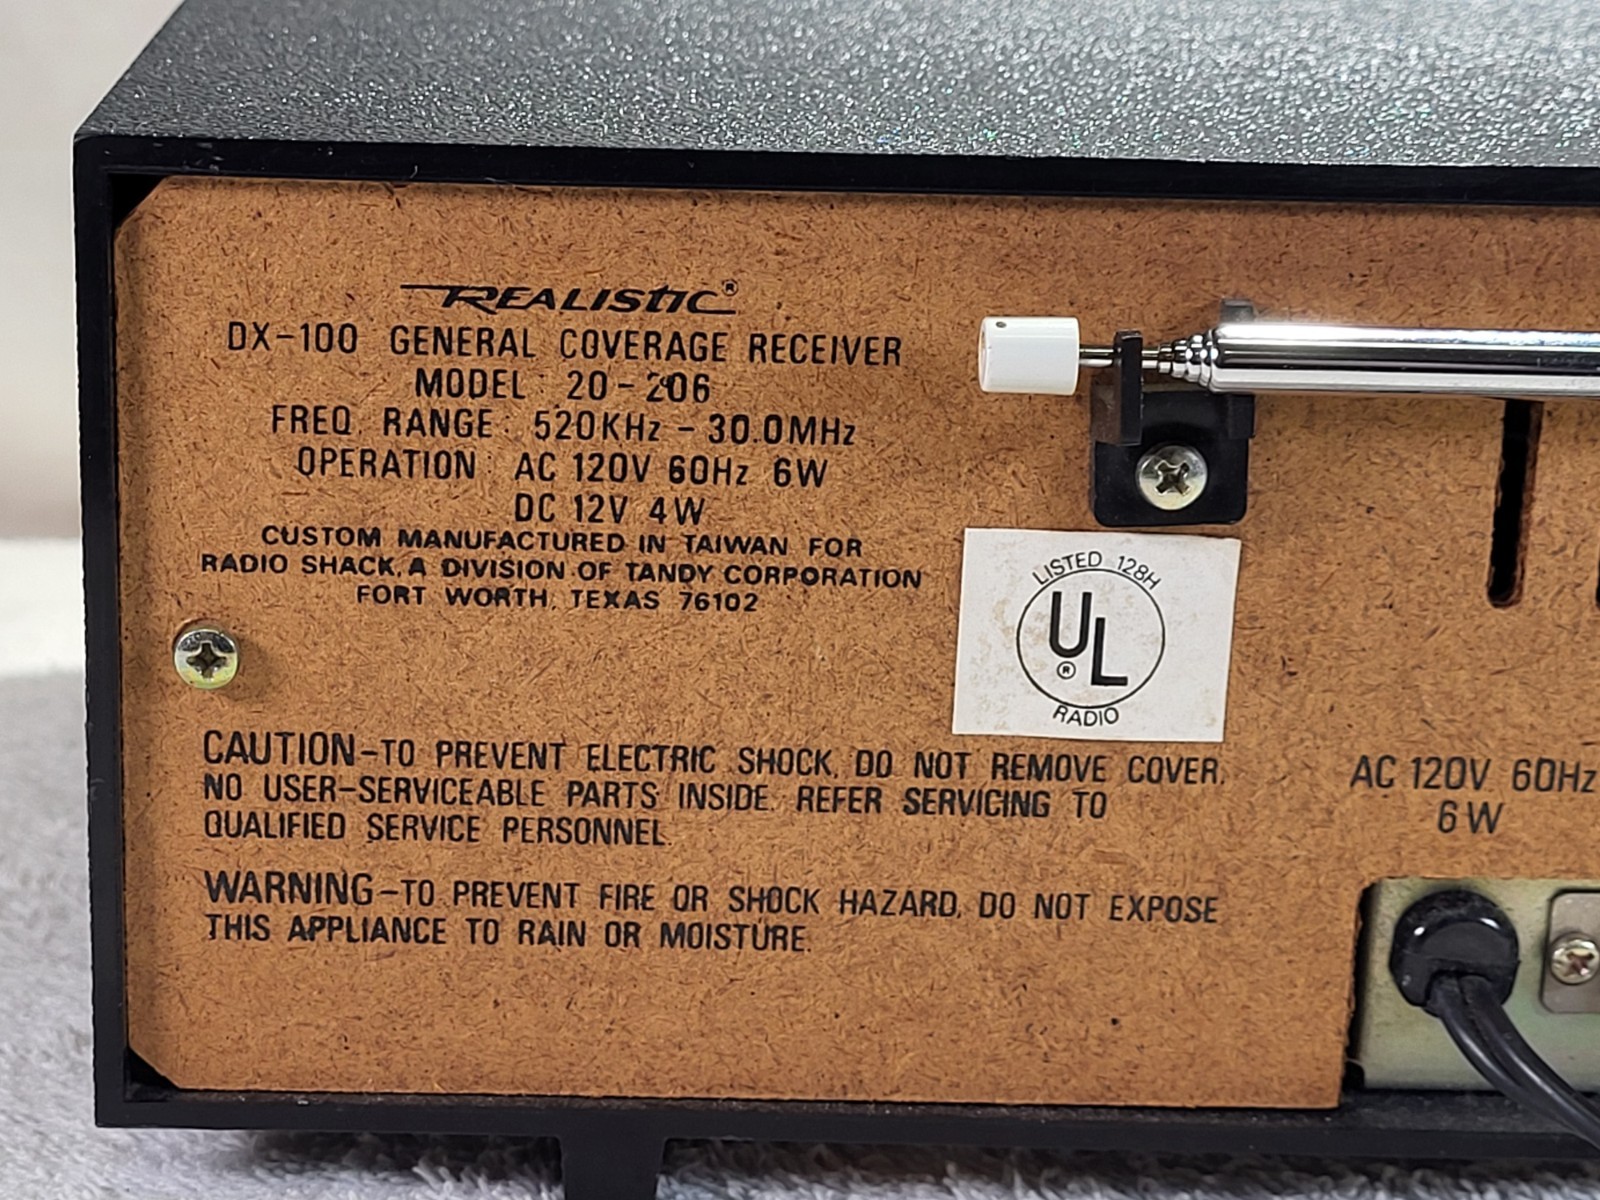 REALISTIC®
DX-100 GENERAL COVERAGE RECEIVER
MODEL : 20-206
FREQ. RANGE : 520KHz - 30.0MHz
OPERATION : AC 120V 60Hz 6W
DC 12V 4W
CUSTOM MANUFACTURED IN TAIWAN FOR
RADIO SHACK, A DIVISION OF TANDY CORPORATION
FORT WORTH, TEXAS 76102
LISTED 128H
UL
®
RADIO
CAUTION-TO PREVENT ELECTRIC SHOCK, DO NOT REMOVE COVER.
NO USER-SERVICEABLE PARTS INSIDE. REFER SERVICING TO
QUALIFIED SERVICE PERSONNEL.
WARNING-TO PREVENT FIRE OR SHOCK HAZARD, DO NOT EXPOSE
THIS APPLIANCE TO RAIN OR MOISTURE.
AC 120V 60Hz
6W